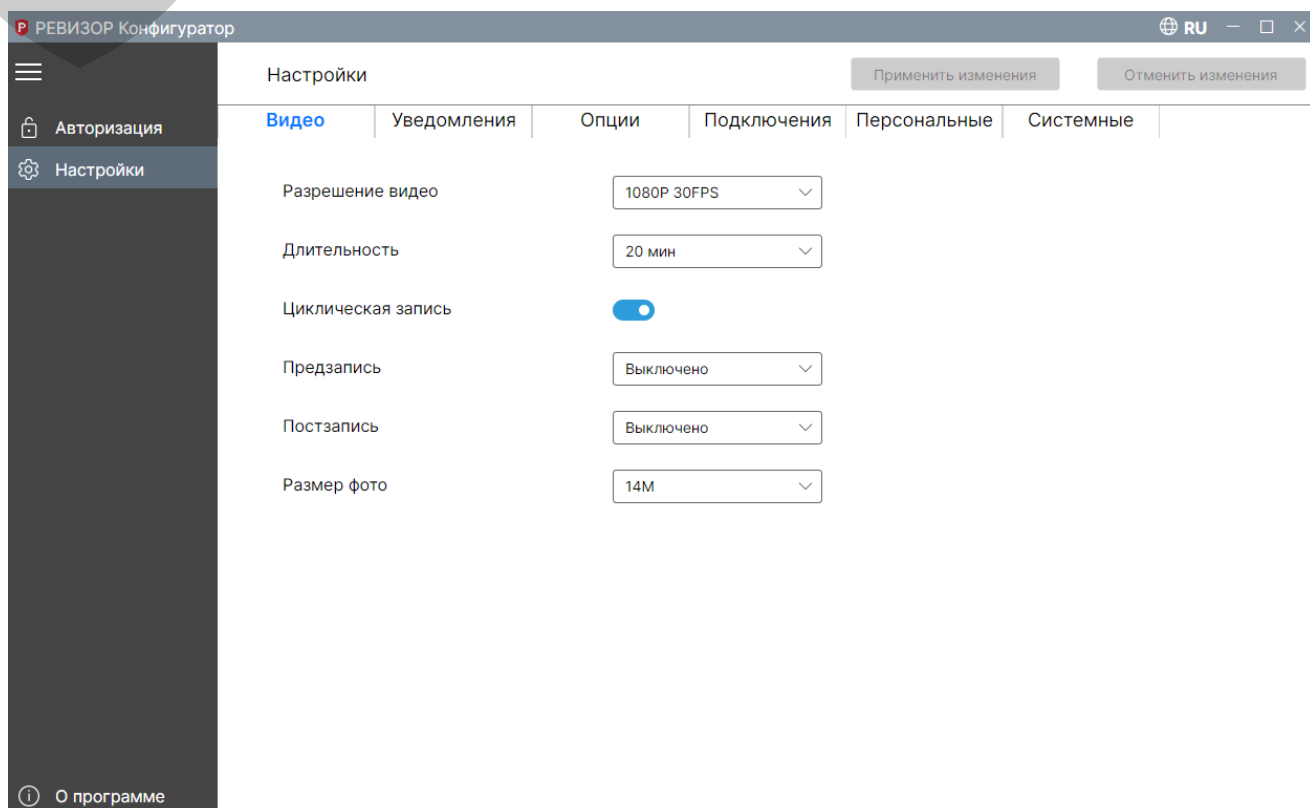 РЕВИЗОР Конфигуратор RU
Настройки Применить изменения Отменить изменения
Авторизация
Настройки
Видео Уведомления Опции Подключения Персональные Системные
Разрешение видео 1080P 30FPS
Длительность 20 мин
Циклическая запись
Предзапись Выключено
Постзапись Выключено
Размер фото 14M
О программе